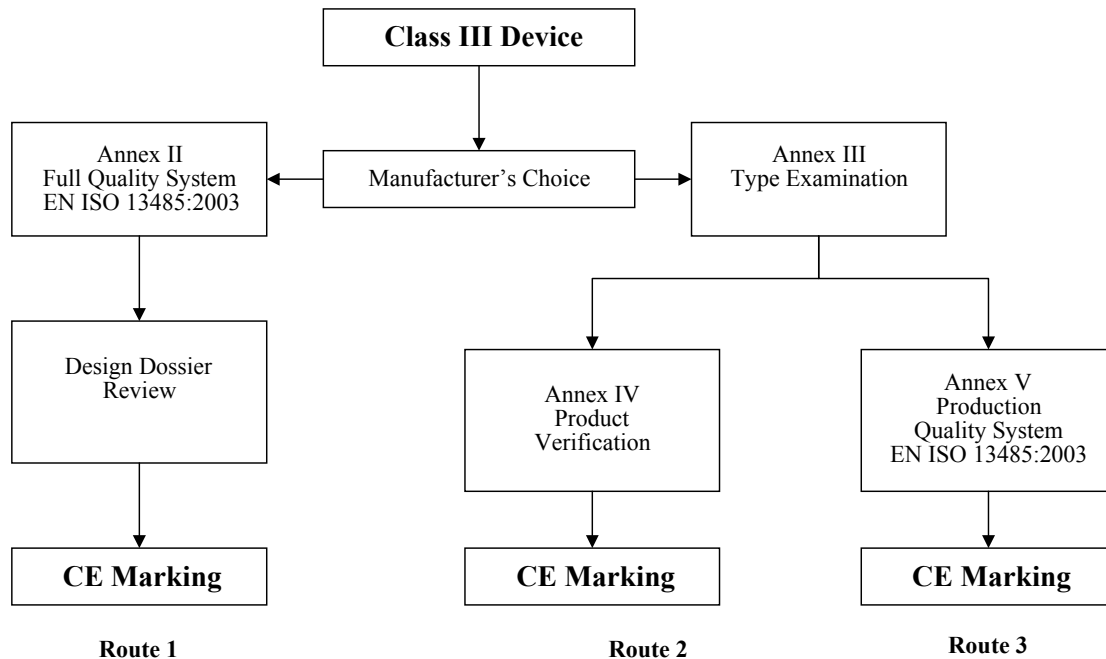 Class III Device
Annex II
Full Quality System
EN ISO 13485:2003
Manufacturer’s Choice
Annex III
Type Examination
Design Dossier
Review
Annex IV
Product
Verification
Annex V
Production
Quality System
EN ISO 13485:2003
CE Marking
CE Marking
CE Marking
Route 1
Route 2
Route 3